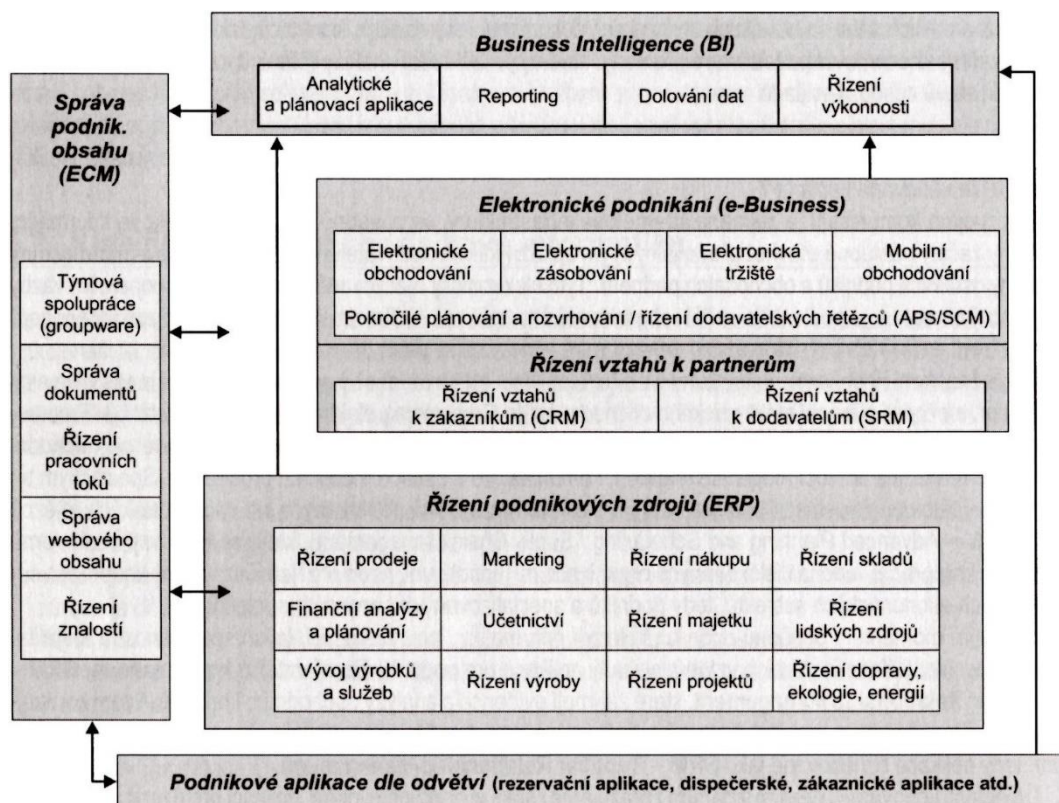 Business Intelligence (BI)
Analytické
a plánovací aplikace
Reporting
Dolování dat
Řízení
výkonnosti
Správa
podnik.
obsahu
(ECM)
Týmová
spolupráce
(groupware)
Správa
dokumentů
Řízení
pracovních
toků
Správa
webového
obsahu
Řízení
znalostí
Elektronické podnikání (e-Business)
Elektronické
obchodování
Elektronické
zásobování
Elektronická
tržiště
Mobilní
obchodování
Pokročilé plánování a rozvrhování / řízení dodavatelských řetězců (APS/SCM)
Řízení vztahů k partnerům
Řízení vztahů
k zákazníkům (CRM)
Řízení vztahů
k dodavatelům (SRM)
Řízení podnikových zdrojů (ERP)
Řízení prodeje
Marketing
Řízení nákupu
Řízení skladů
Finanční analýzy
a plánování
Účetnictví
Řízení majetku
Řízení
lidských zdrojů
Vývoj výrobků
a služeb
Řízení výroby
Řízení projektů
Řízení dopravy,
ekologie, energií
Podnikové aplikace dle odvětví (rezervační aplikace, dispečerské, zákaznické aplikace atd.)